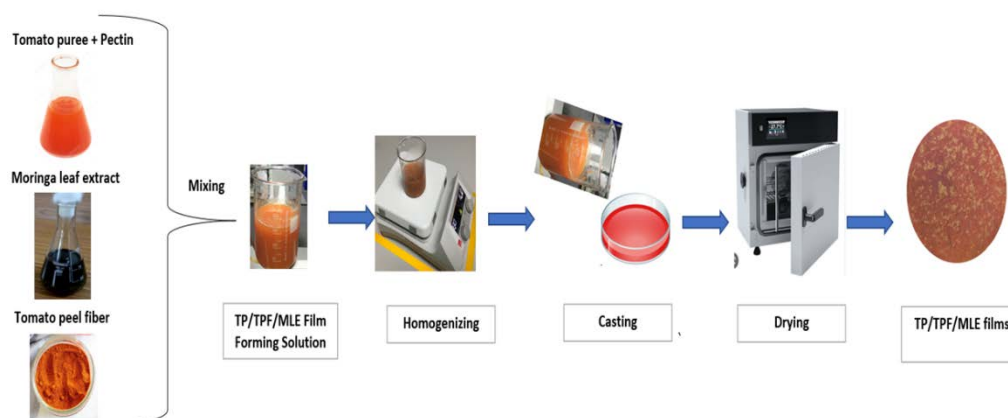 Tomato puree + Pectin
Moringa leaf extract
Tomato peel fiber
Mixing
TP/TPF/MLE Film
Forming Solution
Homogenizing
Casting
Drying
TP/TPF/MLE films